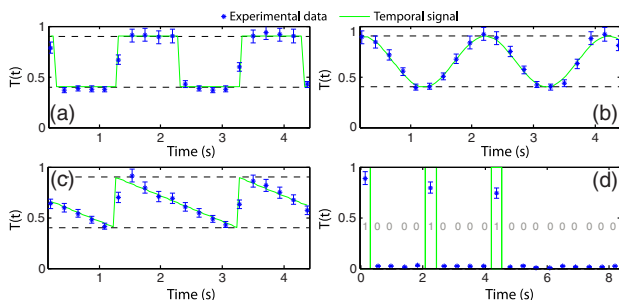 Experimental data Temporal signal
1
T(t)
0.5
0
(a)
1 2 3 4
Time (s)
1
T(t)
0.5
0
(b)
0 1 2 3 4
Time (s)
1
T(t)
0.5
0
(c)
1 2 3 4
Time (s)
1
T(t)
0.5
0
(d)
1 0 0 0 1 0 0 0 1 0 0 0 0 0 0 0
0 2 4 6 8
Time (s)